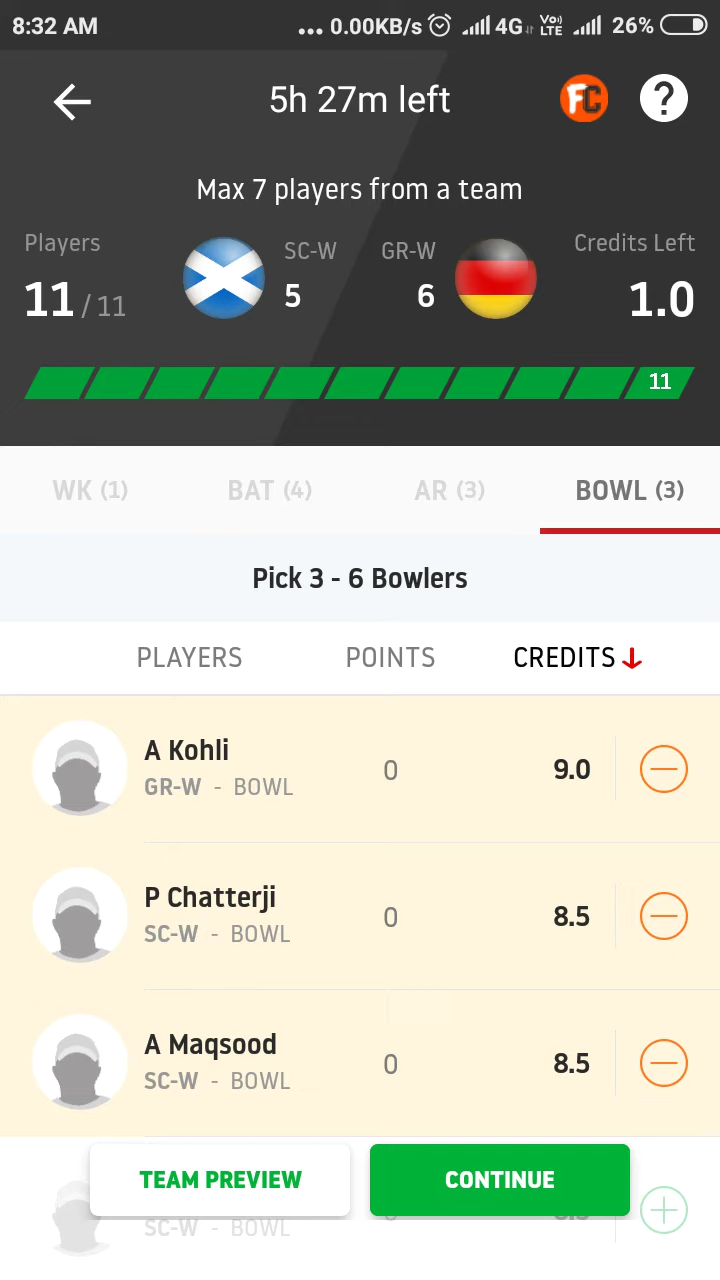 8:32 AM ... 0.00KB/s 4G Vo) LTE 26%
5h 27m left FC ?
Max 7 players from a team
Players SC-W GR-W Credits Left
11 / 11 5 6 1.0
11
WK (1) BAT (4) AR (3) BOWL (3)
Pick 3 - 6 Bowlers
PLAYERS POINTS CREDITS
A Kohli
GR-W - BOWL 0 9.0
P Chatterji
SC-W - BOWL 0 8.5
A Maqsood
SC-W - BOWL 0 8.5
TEAM PREVIEW CONTINUE
SC-W - BOWL